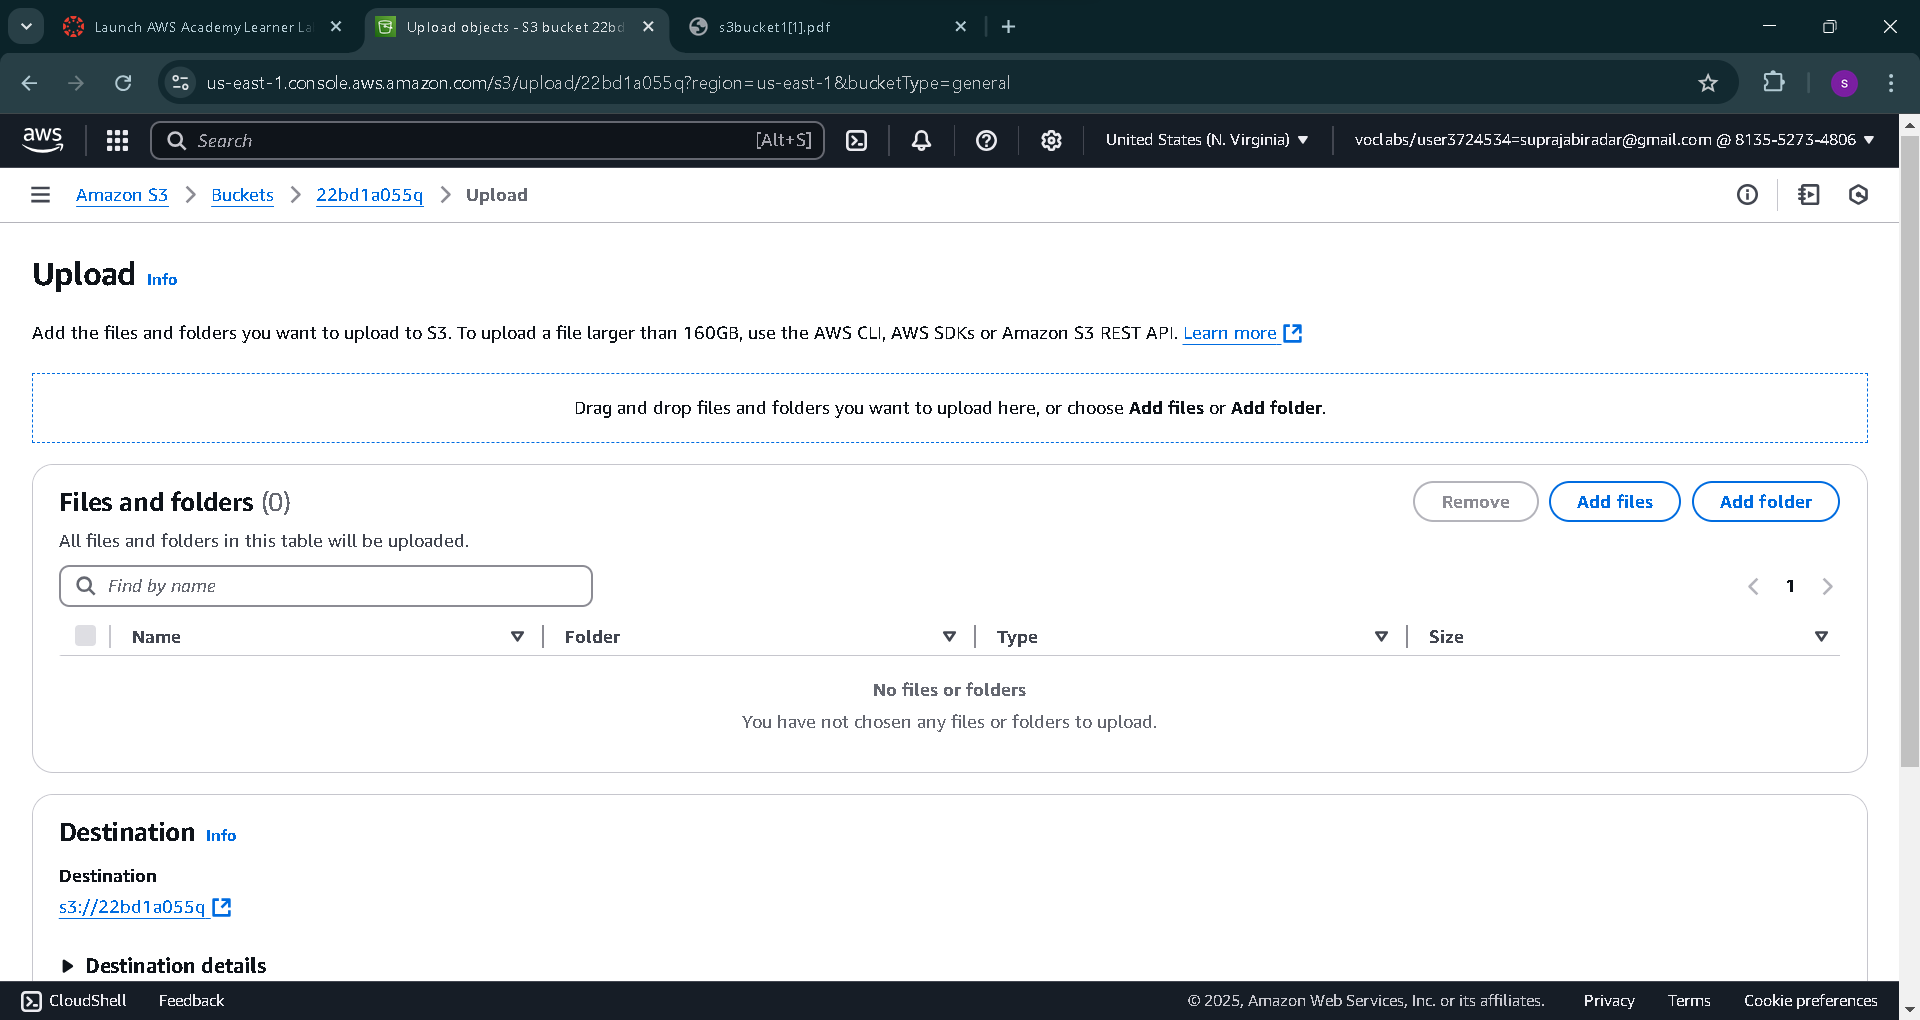 Launch AWS Academy Learner La
Upload objects - S3 bucket 22bd
s3bucket1[1].pdf
us-east-1.console.aws.amazon.com/s3/upload/22bd1a055q?region=us-east-1&bucketType=general
s
aws
Search
[Alt+S]
United States (N. Virginia)
voclabs/user3724534=suprajabiradar@gmail.com @ 8135-5273-4806
Amazon S3
Buckets
22bd1a055q
Upload
Upload Info
Add the files and folders you want to upload to S3. To upload a file larger than 160GB, use the AWS CLI, AWS SDKs or Amazon S3 REST API. Learn more
Drag and drop files and folders you want to upload here, or choose Add files or Add folder.
Files and folders (0)
Remove
Add files
Add folder
All files and folders in this table will be uploaded.
Find by name
1
Name
Folder
Type
Size
No files or folders
You have not chosen any files or folders to upload.
Destination Info
Destination
s3://22bd1a055q
Destination details
CloudShell
Feedback
© 2025, Amazon Web Services, Inc. or its affiliates.
Privacy
Terms
Cookie preferences